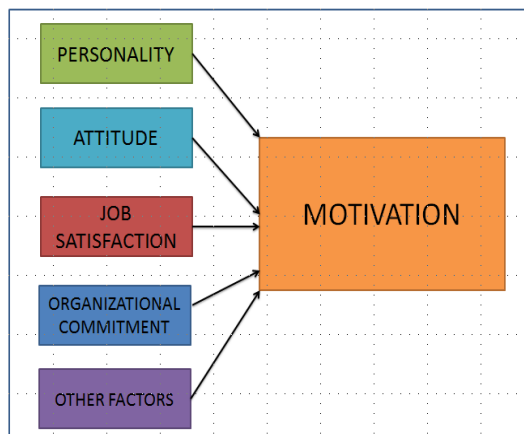 PERSONALITY
ATTITUDE
JOB
SATISFACTION
ORGANIZATIONAL
COMMITMENT
OTHER FACTORS
MOTIVATION